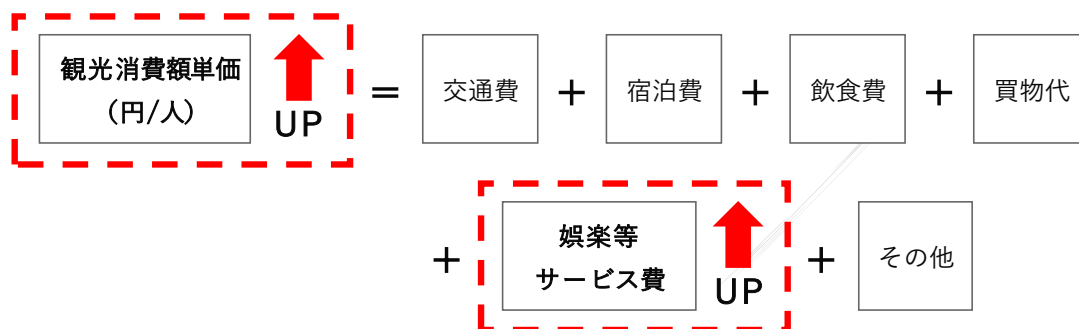 観光消費額単価
(円/人)
UP
=
交通費
+
宿泊費
+
飲食費
+
買物代
+
娯楽等
サービス費
UP
+
その他